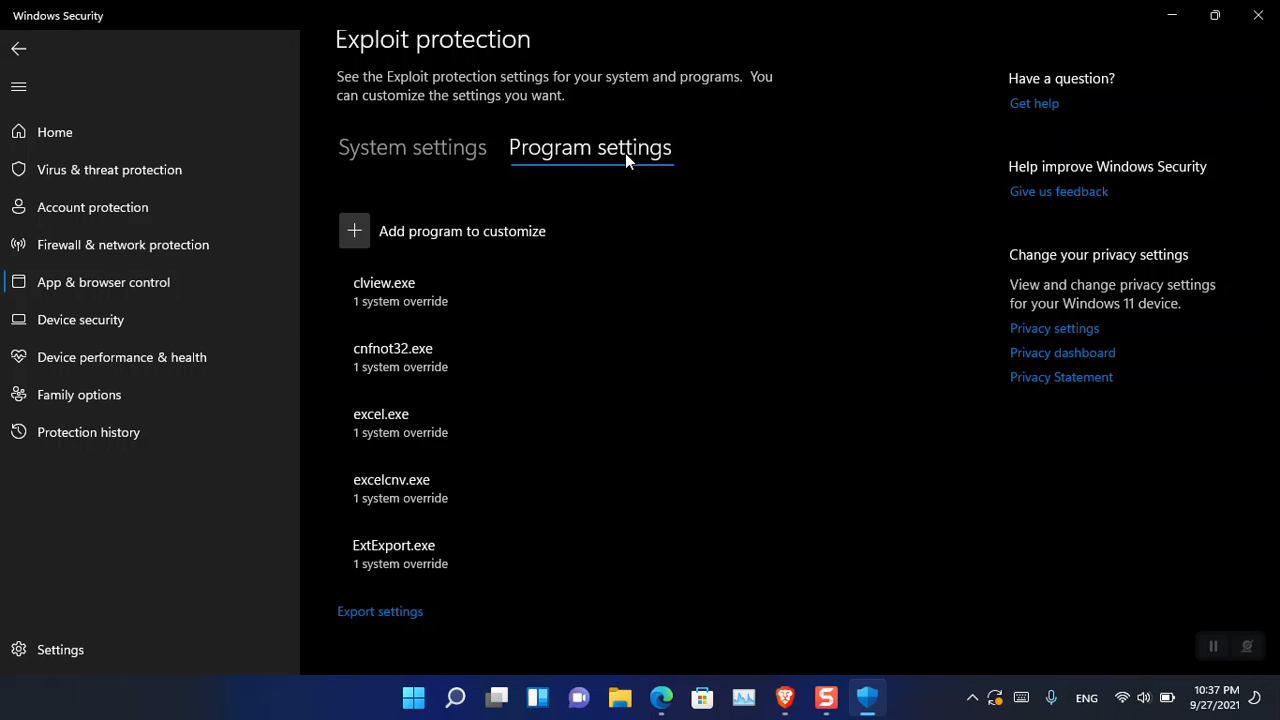 Windows Security
Home
Virus & threat protection
Account protection
Firewall & network protection
App & browser control
Device security
Device performance & health
Family options
Protection history
Settings
Exploit protection
See the Exploit protection settings for your system and programs. You
can customize the settings you want.
System settings
Program settings
Add program to customize
clview.exe
1 system override
cnfnot32.exe
1 system override
excel.exe
1 system override
excelcnv.exe
1 system override
ExtExport.exe
1 system override
Export settings
Have a question?
Get help
Help improve Windows Security
Give us feedback
Change your privacy settings
View and change privacy settings
for your Windows 11 device.
Privacy settings
Privacy dashboard
Privacy Statement
S
ENG
10:37 PM
9/27/2021